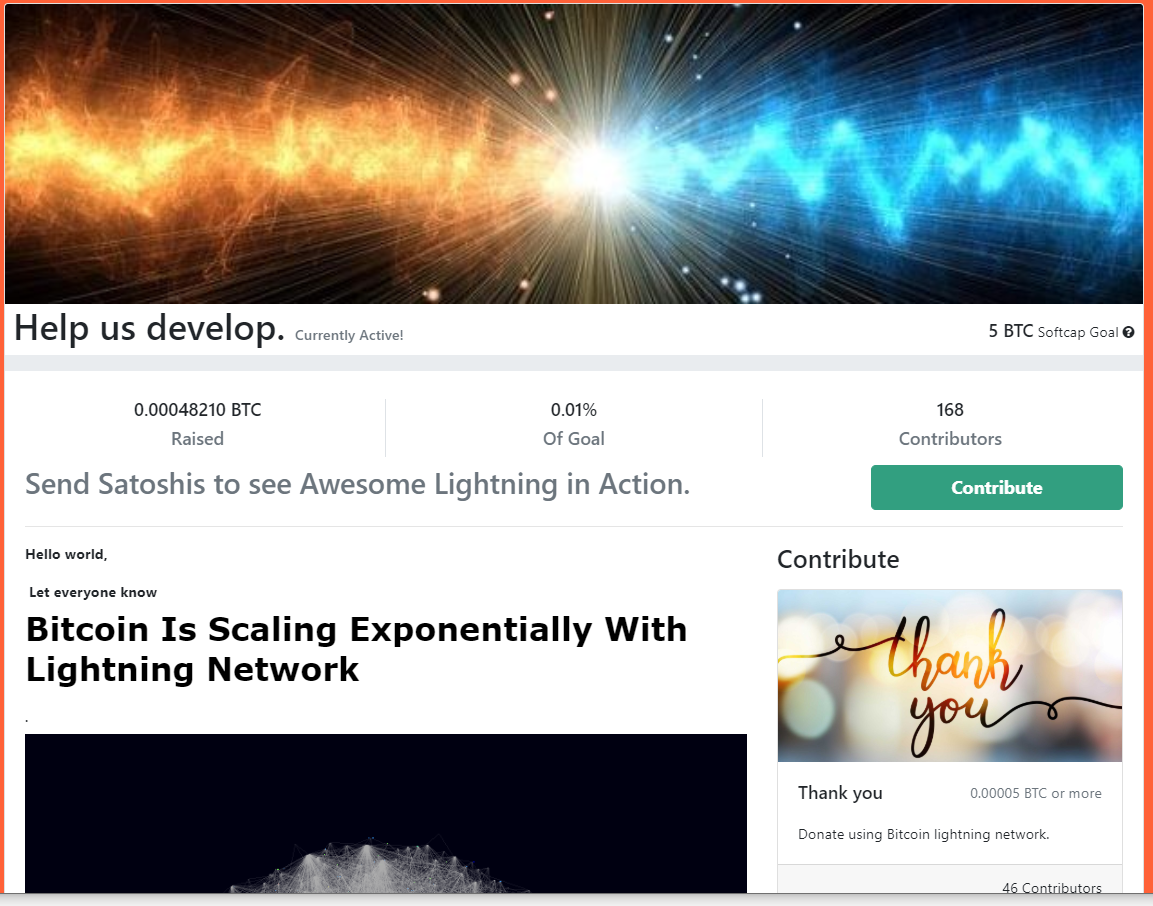 Help us develop. Currently Active!
5 BTC Softcap Goal
0.00048210 BTC
Raised
0.01%
Of Goal
168
Contributors
Send Satoshis to see Awesome Lightning in Action.
Contribute
Hello world,
Let everyone know
Bitcoin Is Scaling Exponentially With
Lightning Network
.
Contribute
thank
you
Thank you
0.00005 BTC or more
Donate using Bitcoin lightning network.
46 Contributors